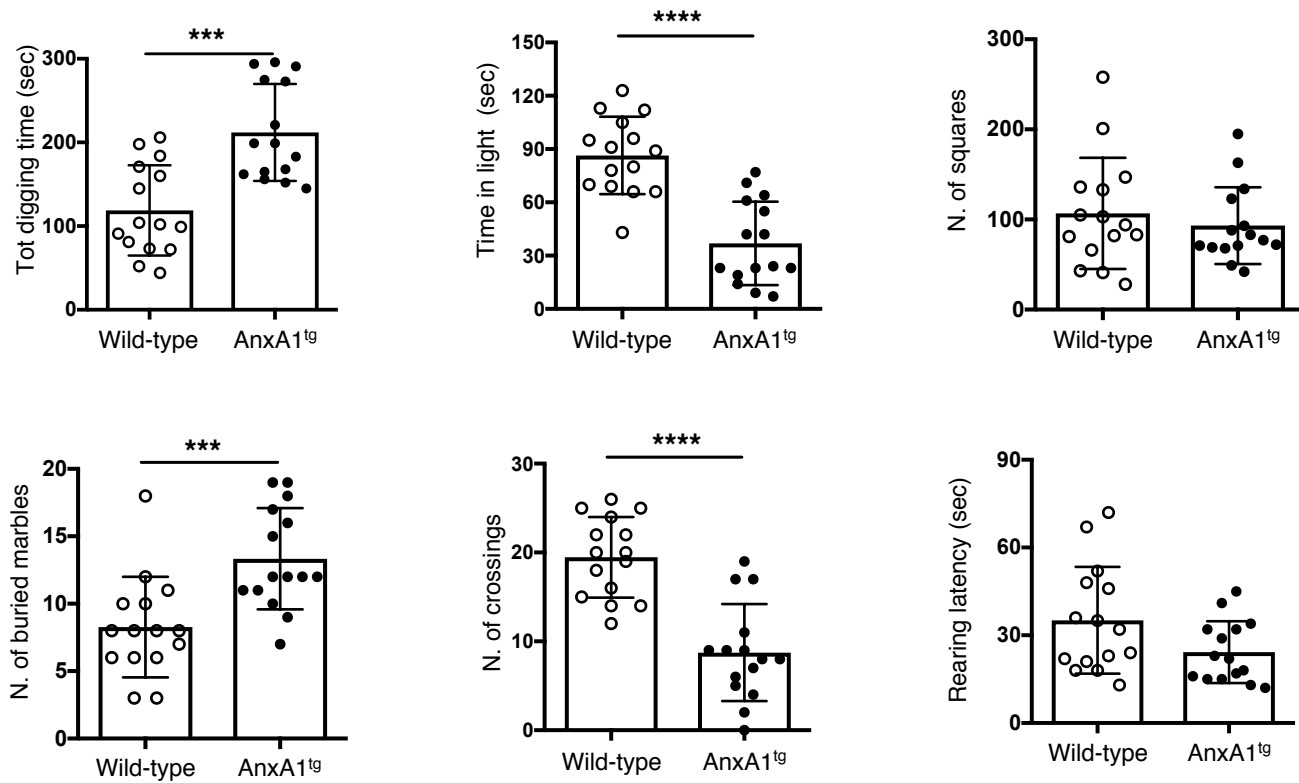 ***
Tot digging time (sec)
300
200
100
0
Wild-type AnxA1tg
****
Time in light (sec)
150
120
90
60
30
0
Wild-type AnxA1tg
N. of squares
300
200
100
0
Wild-type AnxA1tg
***
N. of buried marbles
20
15
10
5
0
Wild-type AnxA1tg
****
N. of crossings
30
20
10
0
Wild-type AnxA1tg
Rearing latency (sec)
90
60
30
0
Wild-type AnxA1tg